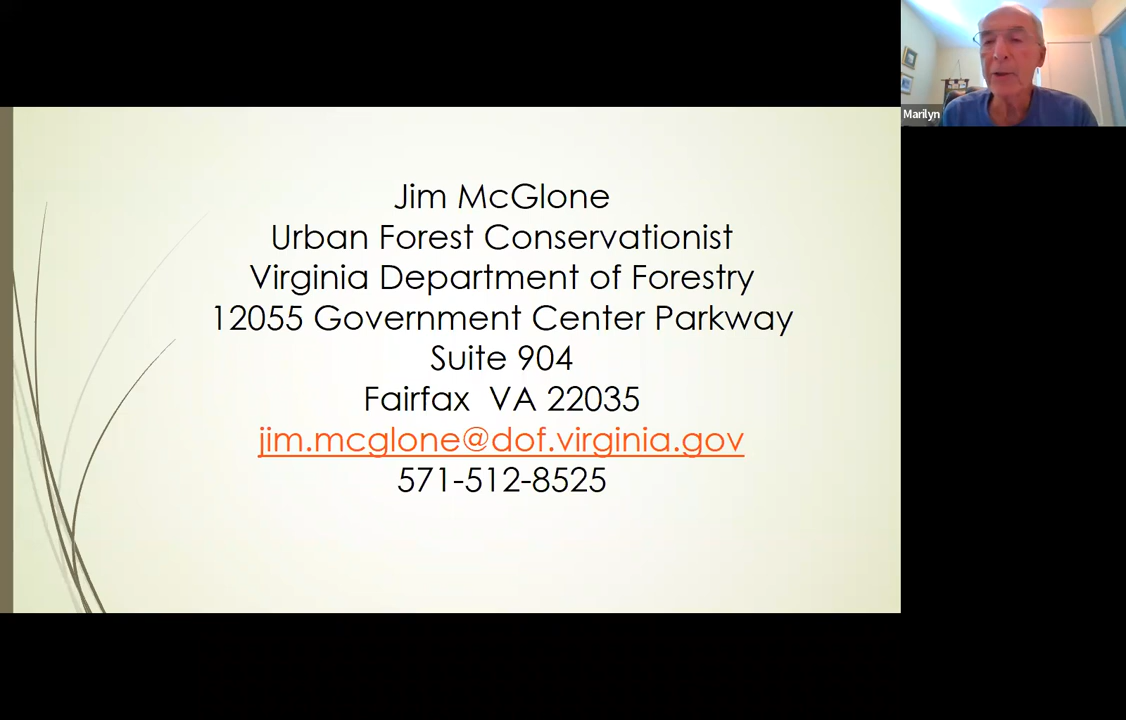 Marilyn
Jim McGlone
Urban Forest Conservationist
Virginia Department of Forestry
12055 Government Center Parkway
Suite 904
Fairfax  VA 22035
jim.mcglone@dof.virginia.gov
571-512-8525